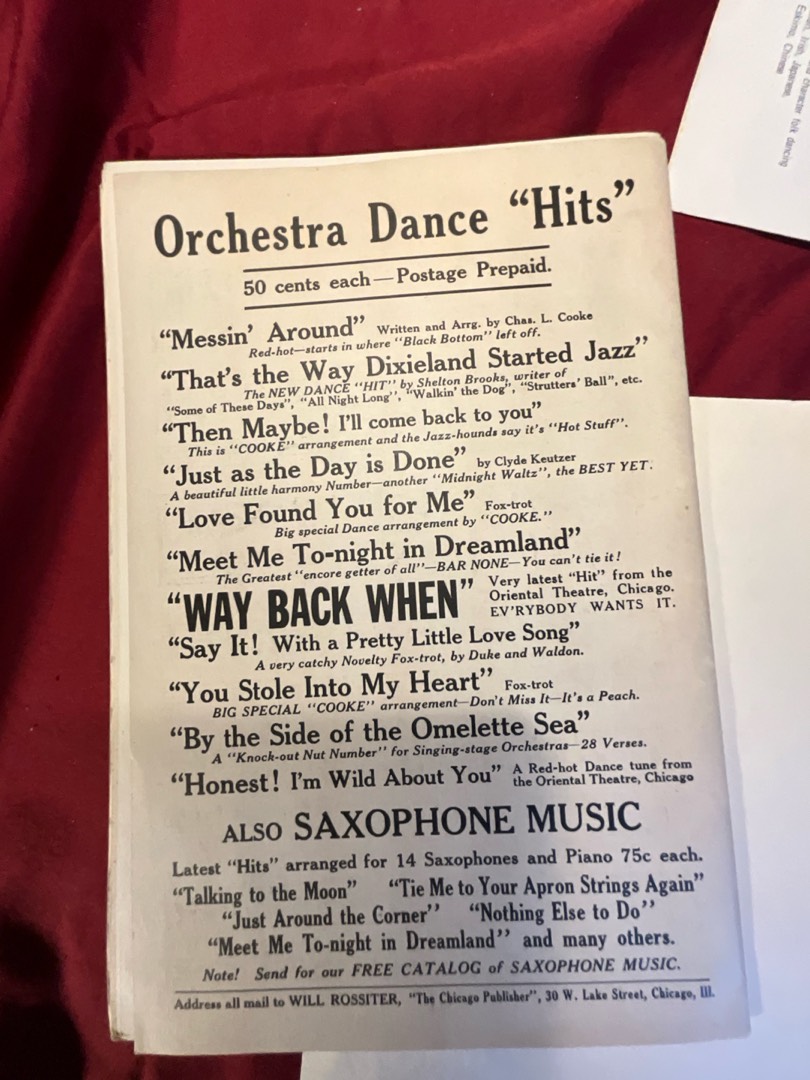 Orchestra Dance “Hits”
50 cents each—Postage Prepaid.
“Messin’ Around” Written and Arrg. by Chas. L. Cooke
Red-hot—starts in where “Black Bottom” left off.
“That’s the Way Dixieland Started Jazz”
The NEW DANCE “HIT” by Shelton Brooks, writer of
“Some of These Days”, “All Night Long”, “Walkin’ the Dog”, “Strutters’ Ball”, etc.
“Then Maybe! I’ll come back to you”
This is “COOKE” arrangement and the Jazz-hounds say it’s “Hot Stuff”.
“Just as the Day is Done” by Clyde Keutzer
A beautiful little harmony Number—another “Midnight Waltz”, the BEST YET.
“Love Found You for Me” Fox-trot
Big special Dance arrangement by “COOKE.”
“Meet Me To-night in Dreamland”
The Greatest “encore getter of all”—BAR NONE—You can’t tie it!
“WAY BACK WHEN” Very latest “Hit” from the
Oriental Theatre, Chicago.
EV’RYBODY WANTS IT.
“Say It! With a Pretty Little Love Song”
A very catchy Novelty Fox-trot, by Duke and Waldon.
“You Stole Into My Heart” Fox-trot
BIG SPECIAL “COOKE” arrangement—Don’t Miss It—It’s a Peach.
“By the Side of the Omelette Sea”
A “Knock-out Nut Number” for Singing-stage Orchestras—28 Verses.
“Honest! I’m Wild About You” A Red-hot Dance tune from
the Oriental Theatre, Chicago
ALSO SAXOPHONE MUSIC
Latest “Hits” arranged for 14 Saxophones and Piano 75c each.
“Talking to the Moon” “Tie Me to Your Apron Strings Again”
“Just Around the Corner” “Nothing Else to Do”
“Meet Me To-night in Dreamland” and many others.
Note! Send for our FREE CATALOG of SAXOPHONE MUSIC.
Address all mail to WILL ROSSITER, “The Chicago Publisher”, 30 W. Lake Street, Chicago, Ill.
character folk dancing
Japanese,
Eskimo, Chinese